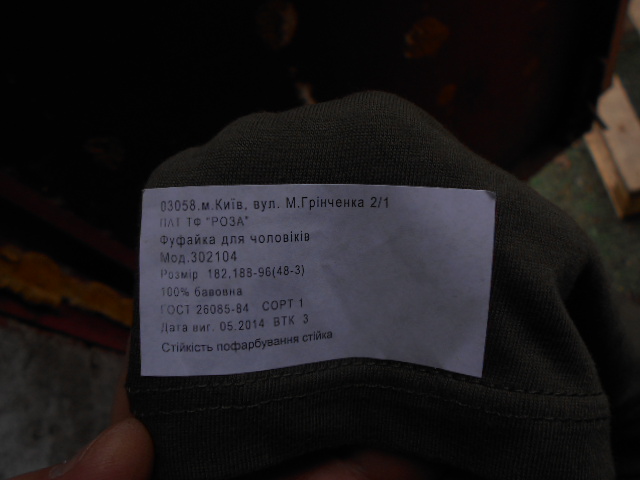 03058.м.Київ, вул. М.Грінченка 2/1
ПАТ ТФ "РОЗА"
Фуфайка для чоловіків
Мод.302104
Розмір 182,188-96(48-3)
100% бавовна
ГОСТ 26085-84 СОРТ 1
Дата виг. 05.2014 ВТК 3
Стійкість пофарбування стійка